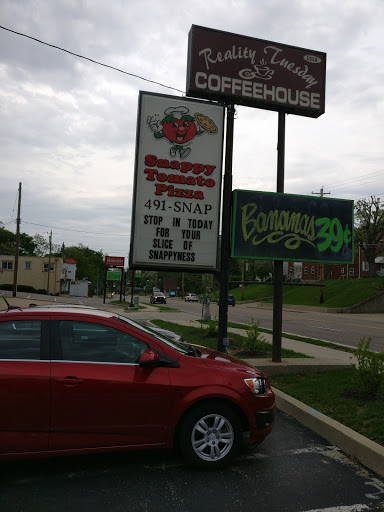 Reality Tuesday
COFFEEHOUSE
Snappy
Tomato
Pizza
491-SNAP
STOP IN TODAY
FOR YOUR
SLICE OF
SNAPPYNESS
Bananas 39¢